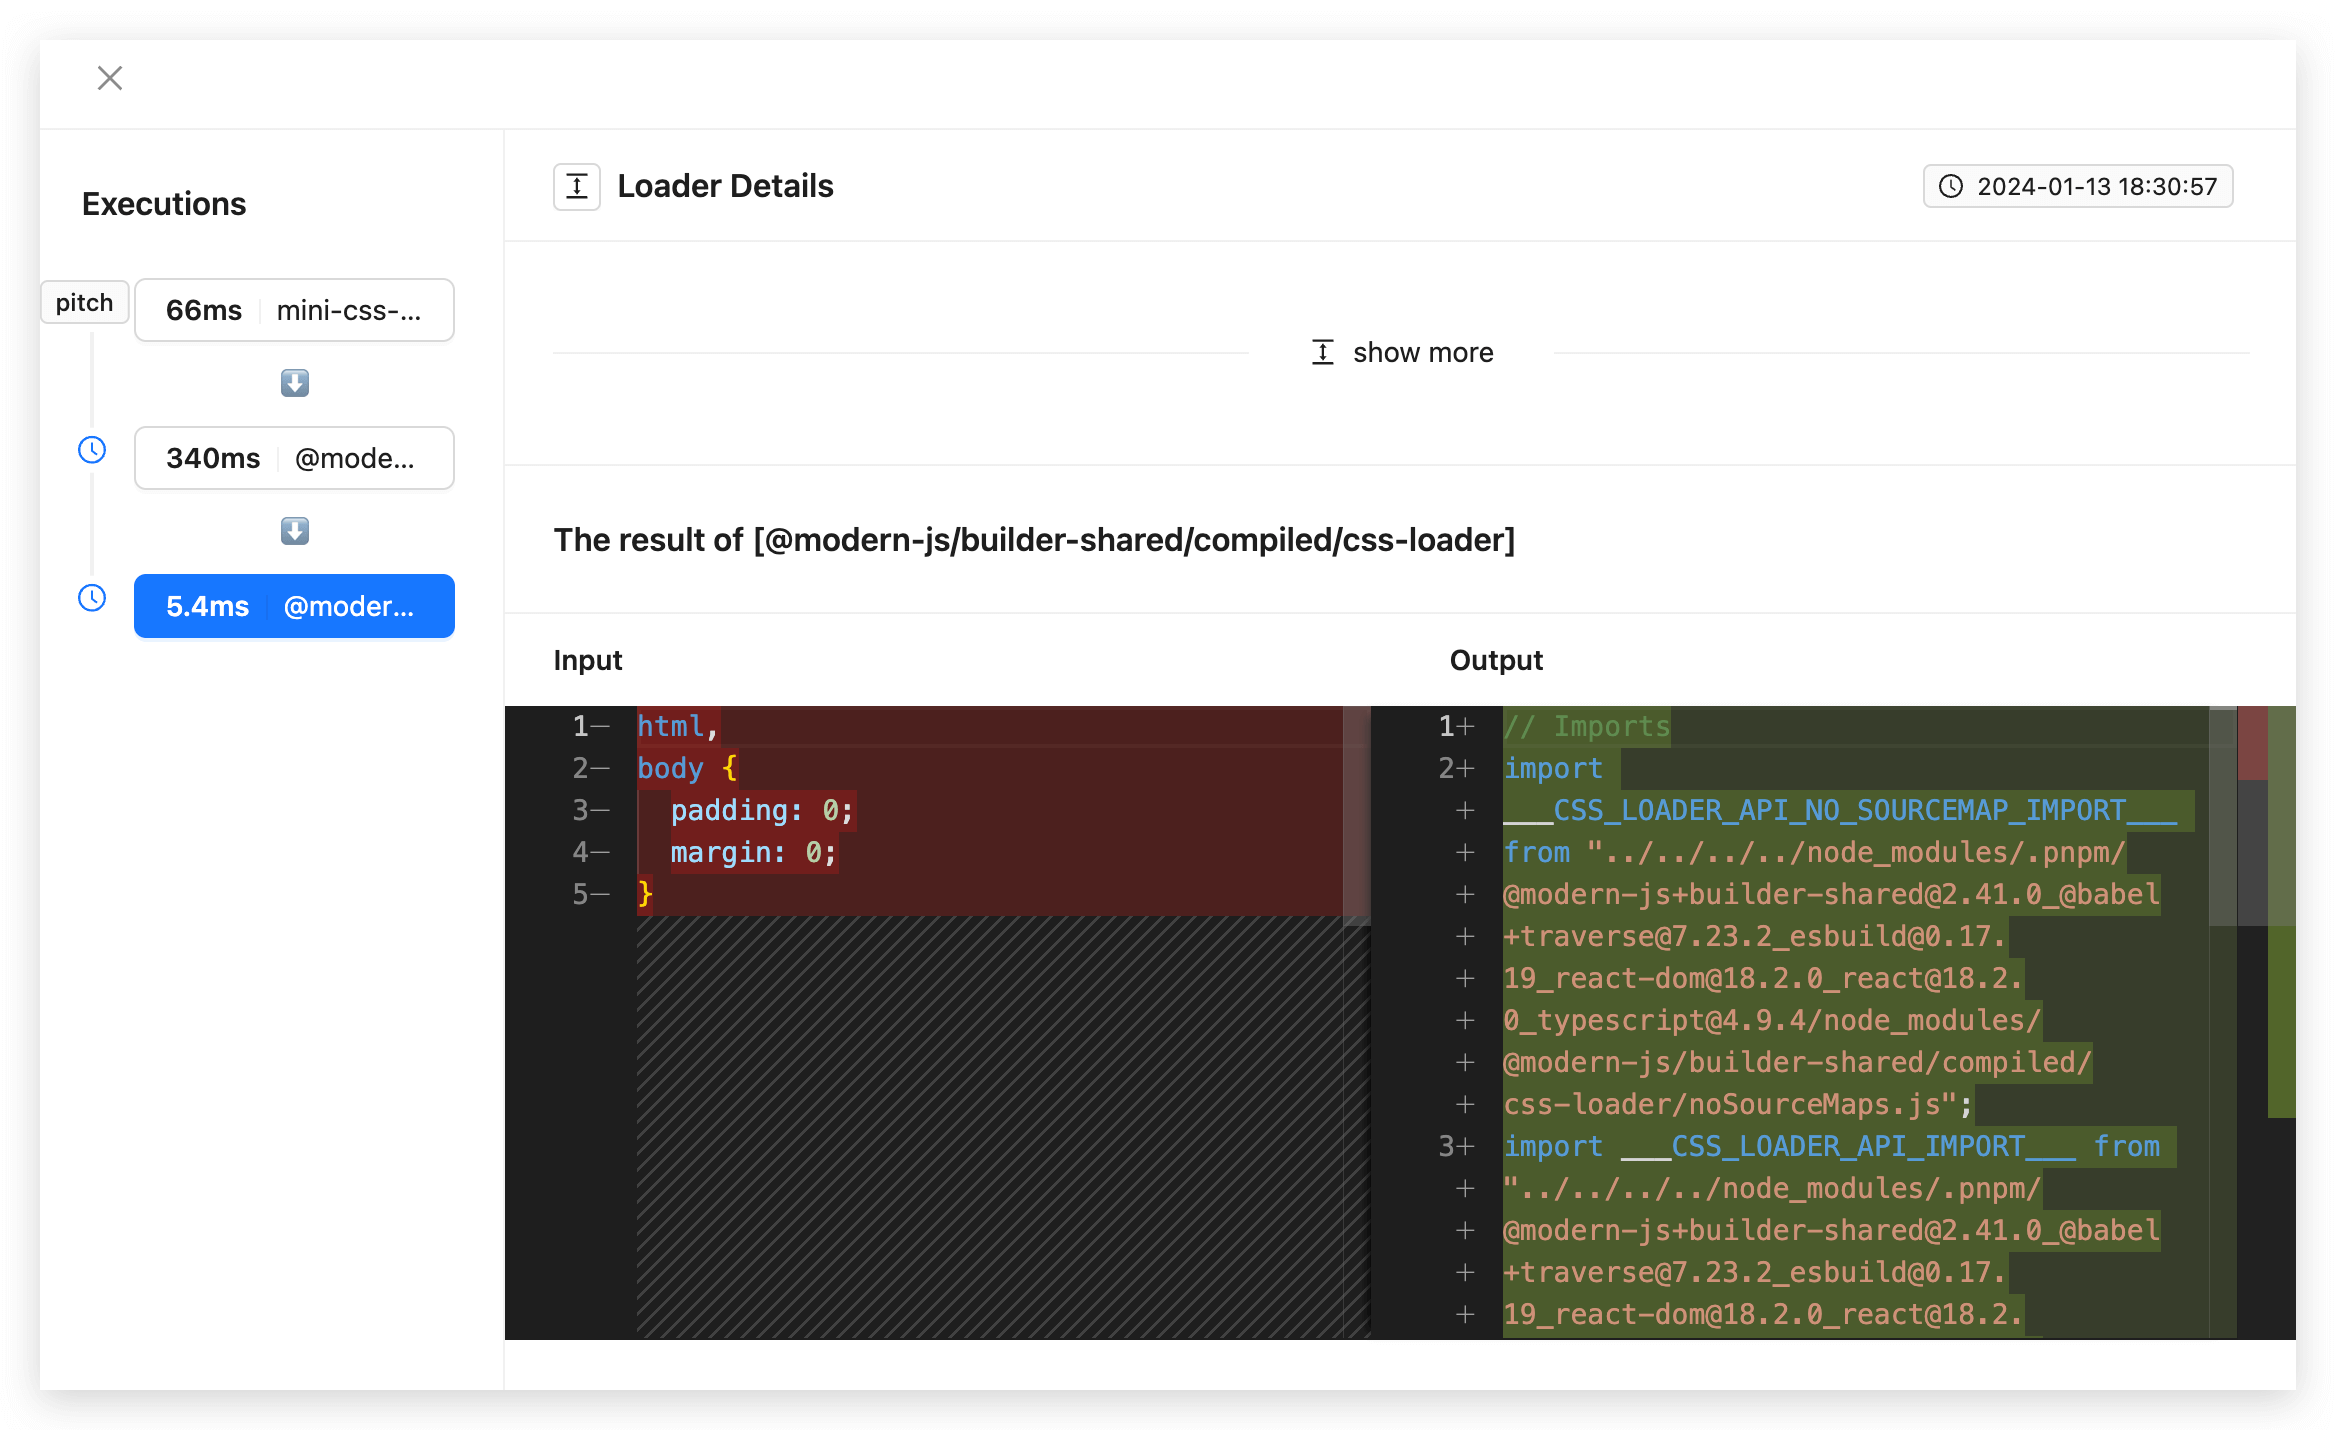 Executions
pitch
66ms mini-css-...
340ms @mode...
5.4ms @moder...
Loader Details
2024-01-13 18:30:57
show more
The result of [@modern-js/builder-shared/compiled/css-loader]
Input
1— html,
2— body {
3— padding: 0;
4— margin: 0;
5— }
Output
1+ // Imports
2+ import
+ ___CSS_LOADER_API_NO_SOURCEMAP_IMPORT___
+ from "../../../../node_modules/.pnpm/
+ @modern-js+builder-shared@2.41.0_@babel
+ +traverse@7.23.2_esbuild@0.17.
+ 19_react-dom@18.2.0_react@18.2.
+ 0_typescript@4.9.4/node_modules/
+ @modern-js/builder-shared/compiled/
+ css-loader/noSourceMaps.js";
3+ import ___CSS_LOADER_API_IMPORT___ from
+ "../../../../node_modules/.pnpm/
+ @modern-js+builder-shared@2.41.0_@babel
+ +traverse@7.23.2_esbuild@0.17.
+ 19_react-dom@18.2.0_react@18.2.